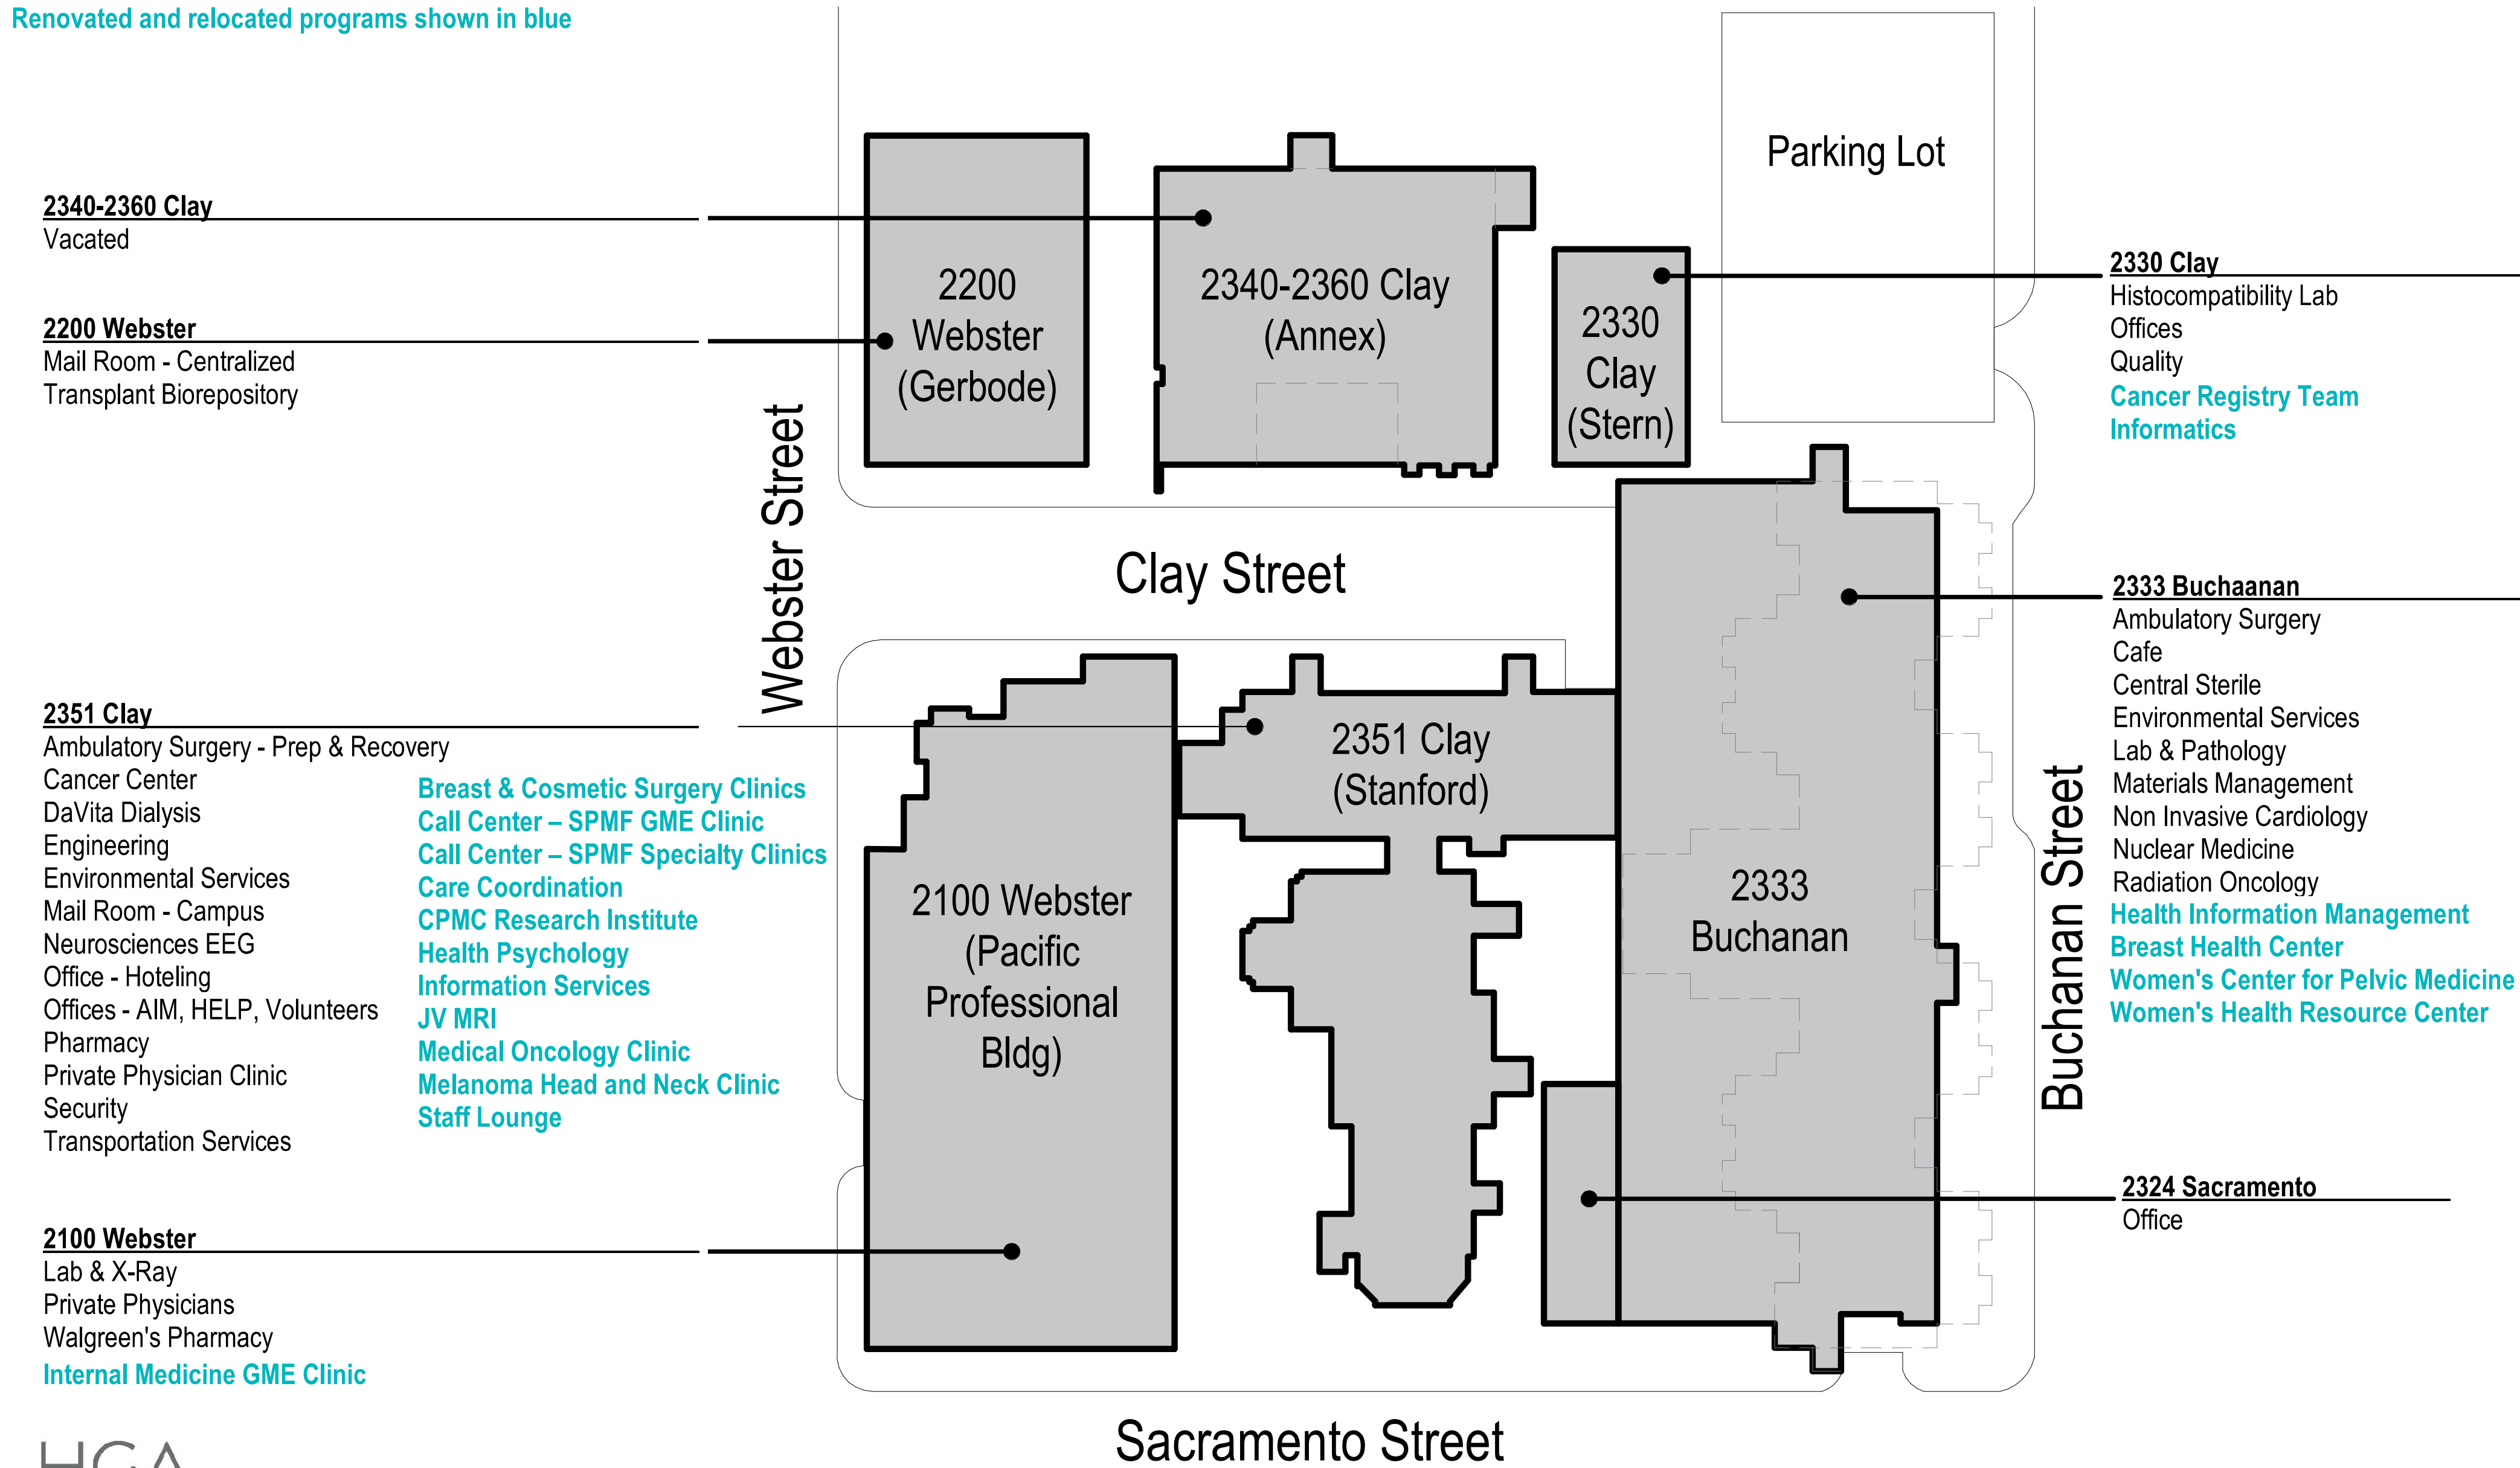 Renovated and relocated programs shown in blue
2340-2360 Clay
Vacated
2200 Webster
Mail Room - Centralized
Transplant Biorepository
2351 Clay
Ambulatory Surgery - Prep & Recovery
Cancer Center
DaVita Dialysis
Engineering
Environmental Services
Mail Room - Campus
Neurosciences EEG
Office - Hoteling
Offices - AIM, HELP, Volunteers
Pharmacy
Private Physician Clinic
Security
Transportation Services
Breast & Cosmetic Surgery Clinics
Call Center – SPMF GME Clinic
Call Center – SPMF Specialty Clinics
Care Coordination
CPMC Research Institute
Health Psychology
Information Services
JV MRI
Medical Oncology Clinic
Melanoma Head and Neck Clinic
Staff Lounge
2100 Webster
Lab & X-Ray
Private Physicians
Walgreen's Pharmacy
Internal Medicine GME Clinic
HGA
Webster Street
2200
Webster
(Gerbode)
2340-2360 Clay
(Annex)
2330
Clay
(Stern)
Parking Lot
Clay Street
2100 Webster
(Pacific
Professional
Bldg)
2351 Clay
(Stanford)
2333
Buchanan
Sacramento Street
Buchanan Street
2330 Clay
Histocompatibility Lab
Offices
Quality
Cancer Registry Team
Informatics
2333 Buchaanan
Ambulatory Surgery
Cafe
Central Sterile
Environmental Services
Lab & Pathology
Materials Management
Non Invasive Cardiology
Nuclear Medicine
Radiation Oncology
Health Information Management
Breast Health Center
Women's Center for Pelvic Medicine
Women's Health Resource Center
2324 Sacramento
Office